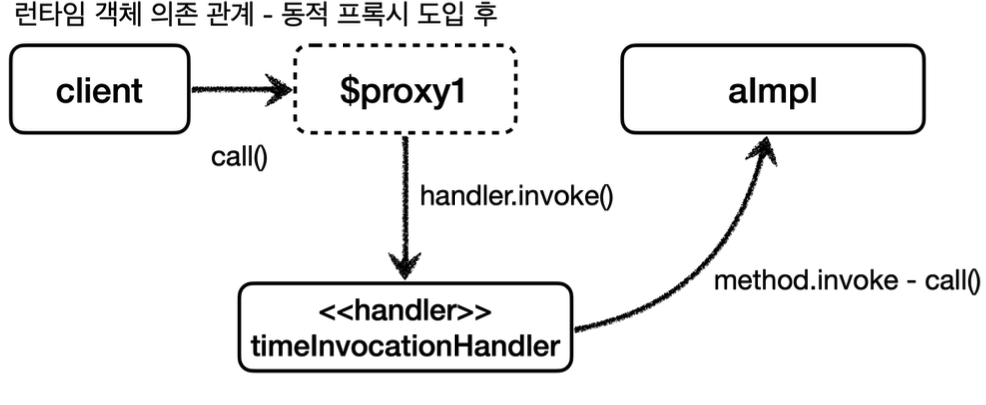 런타임 객체 의존 관계 - 동적 프록시 도입 후
client
$proxy1
aImpl
call()
handler.invoke()
method.invoke - call()
<<handler>>
timeInvocationHandler